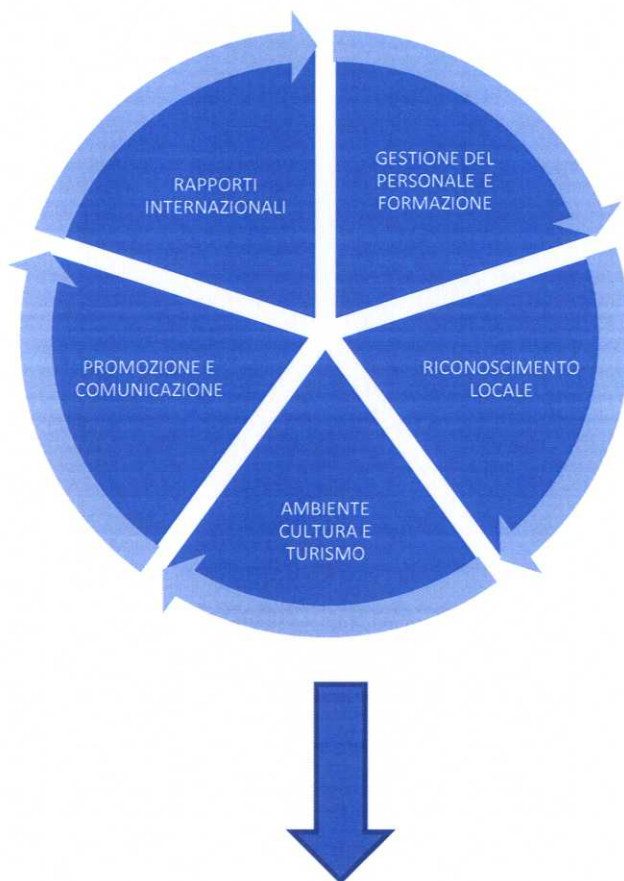 RAPPORTI
INTERNAZIONALI
GESTIONE DEL
PERSONALE E
FORMAZIONE
PROMOZIONE E
COMUNICAZIONE
RICONOSCIMENTO
LOCALE
AMBIENTE
CULTURA E
TURISMO